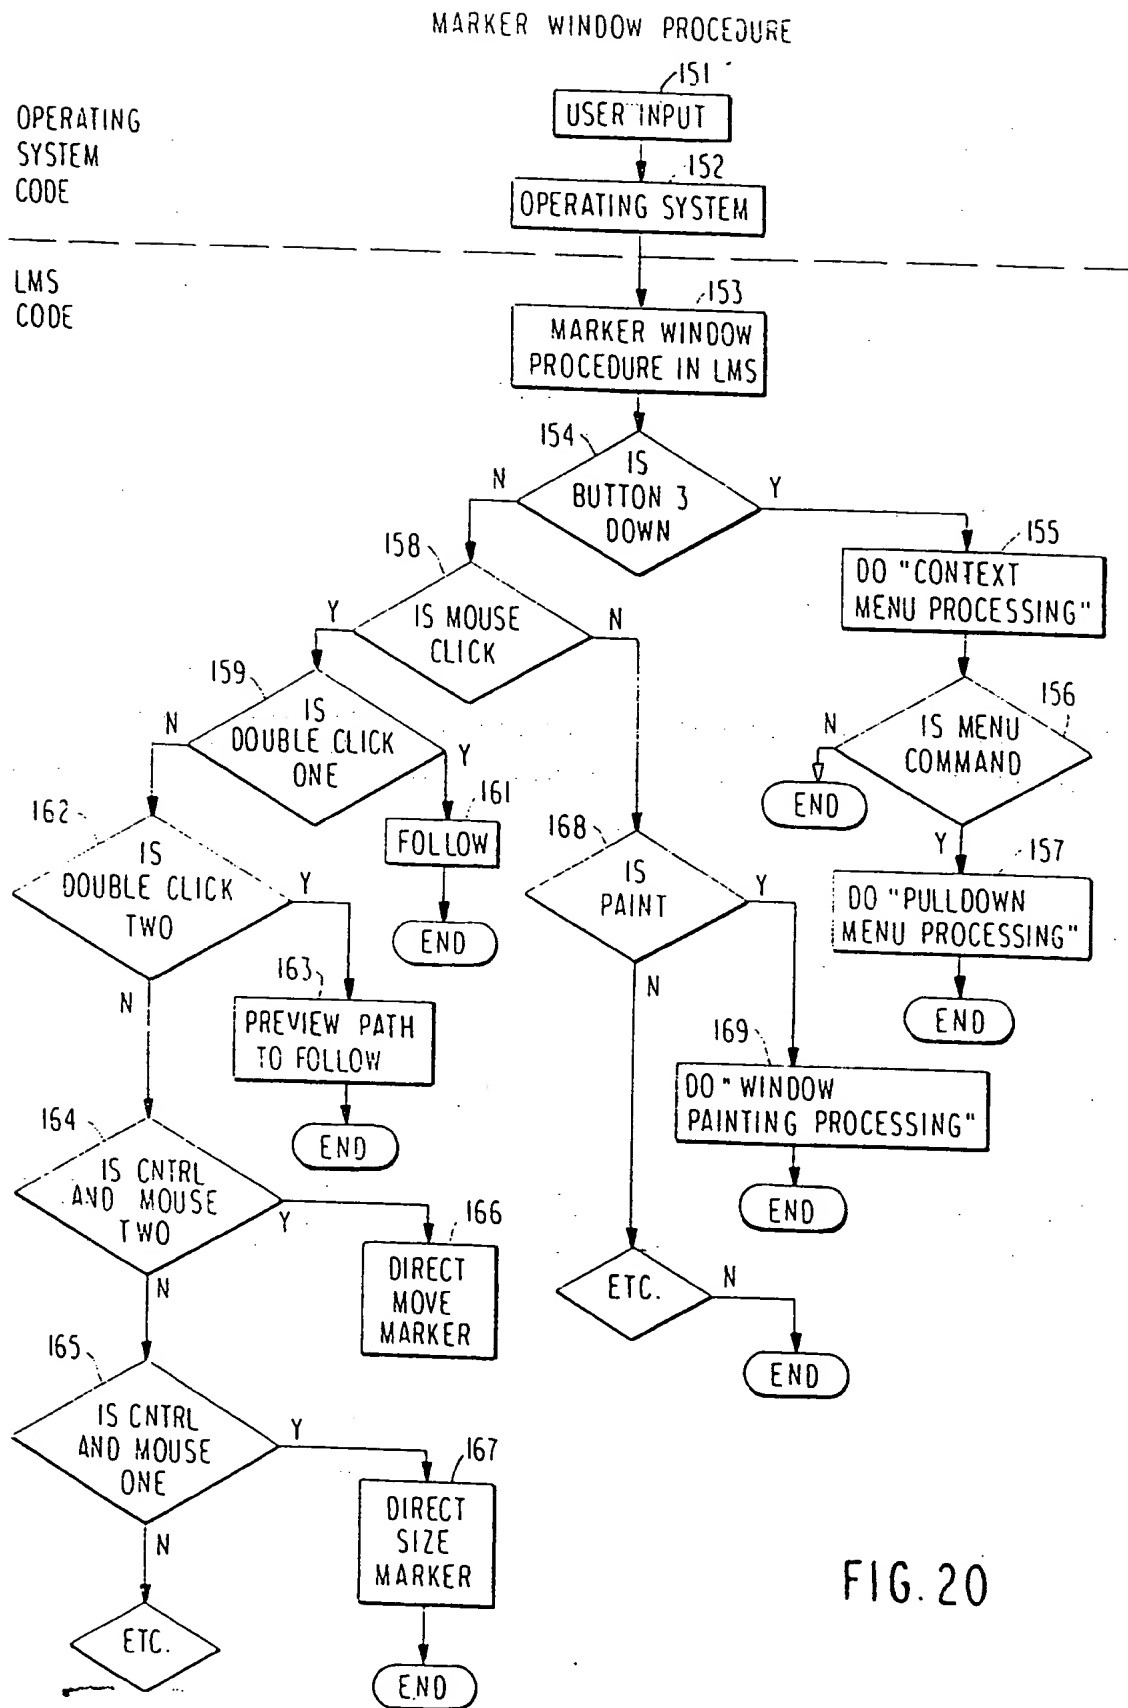 MARKER WINDOW PROCEDURE
151
USER INPUT
OPERATING
SYSTEM
CODE
152
OPERATING SYSTEM
LMS
CODE
153
MARKER WINDOW
PROCEDURE IN LMS
154
IS
BUTTON 3
DOWN
N
Y
155
DO "CONTEXT
MENU PROCESSING"
158
IS MOUSE
CLICK
Y
N
156
IS MENU
COMMAND
N
END
Y
159
IS
DOUBLE CLICK
ONE
N
Y
161
FOLLOW
END
157
DO "PULLDOWN
MENU PROCESSING"
END
162
IS
DOUBLE CLICK
TWO
Y
N
163
PREVIEW PATH
TO FOLLOW
END
168
IS
PAINT
Y
N
169
DO "WINDOW
PAINTING PROCESSING"
END
164
IS CNTRL
AND MOUSE
TWO
Y
N
166
DIRECT
MOVE
MARKER
ETC.
N
END
165
IS CNTRL
AND MOUSE
ONE
Y
N
167
DIRECT
SIZE
MARKER
END
ETC.
FIG. 20